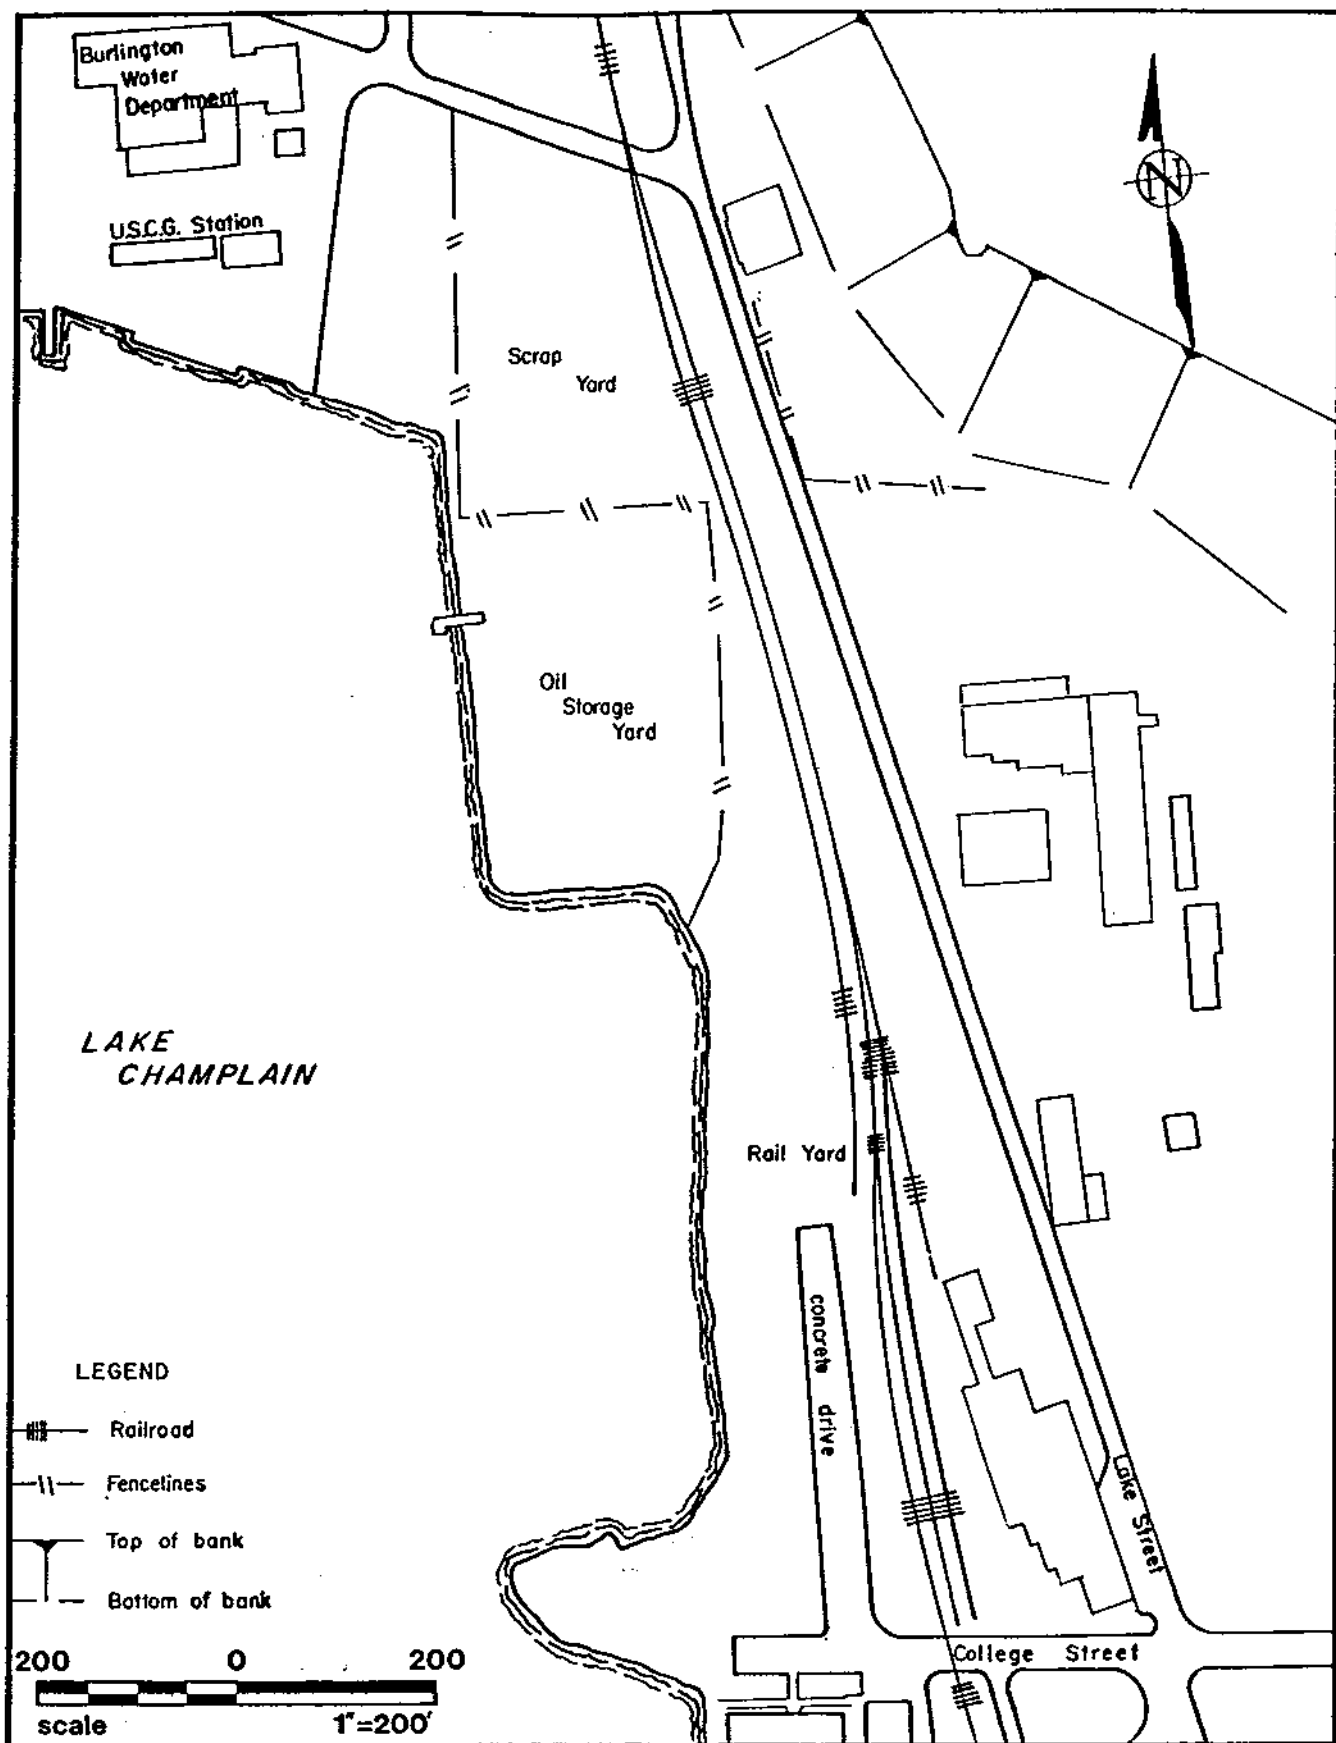 Burlington
Water
Department
U.S.C.G. Station
N
Scrap
Yard
Oil
Storage
Yard
LAKE
CHAMPLAIN
Rail Yard
concrete drive
Lake Street
College Street
LEGEND
Railroad
Fencelines
Top of bank
Bottom of bank
200 0 200
scale 1"=200'